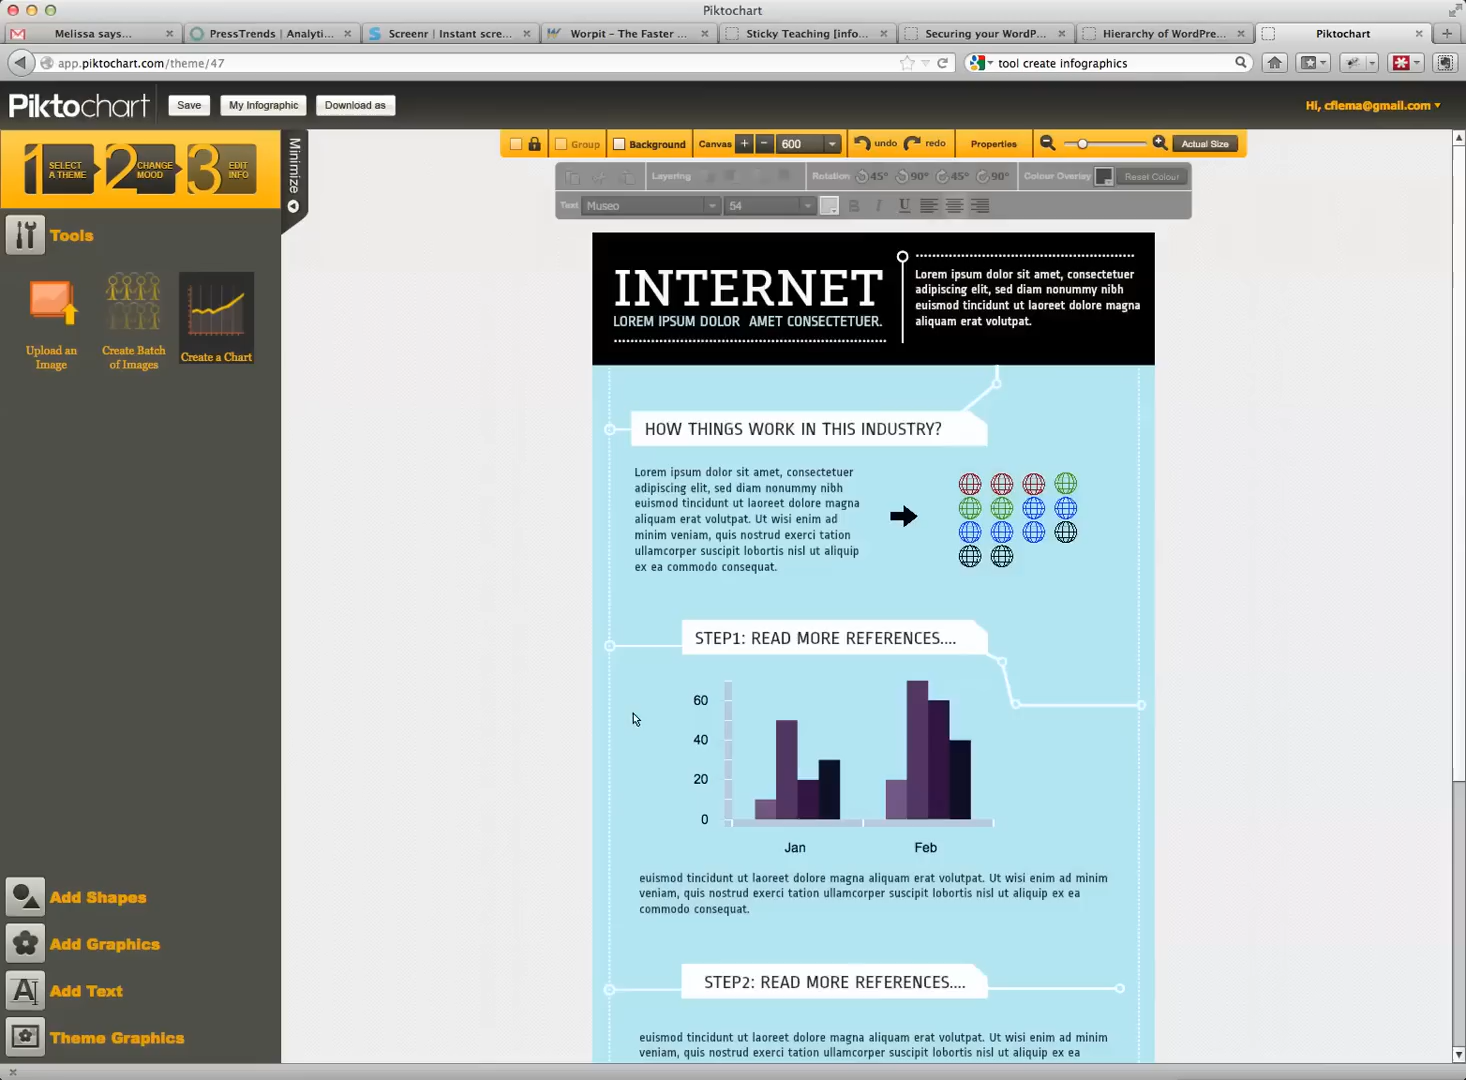 Piktochart
Melissa says...
PressTrends | Analyti...
Screenr | Instant scre...
Worpit – The Faster ...
Sticky Teaching [info...
Securing your WordP...
Hierarchy of WordPre...
Piktochart
app.piktochart.com/theme/47
tool create infographics
Piktochart
Save
My Infographic
Download as
Hi, cflema@gmail.com
1 SELECT A THEME
2 CHANGE MOOD
3 EDIT INFO
Minimize
Group
Background
Canvas
600
undo
redo
Properties
Actual Size
Layering
Rotation
45°
90°
45°
90°
Colour Overlay
Reset Colour
Text
Museo
54
B
I
U
Tools
Upload an
Image
Create Batch
of Images
Create a Chart
Add Shapes
Add Graphics
Add Text
Theme Graphics
INTERNET
LOREM IPSUM DOLOR AMET CONSECTETUER.
Lorem ipsum dolor sit amet, consectetuer
adipiscing elit, sed diam nonummy nibh
euismod tincidunt ut laoreet dolore magna
aliquam erat volutpat.
HOW THINGS WORK IN THIS INDUSTRY?
Lorem ipsum dolor sit amet, consectetuer
adipiscing elit, sed diam nonummy nibh
euismod tincidunt ut laoreet dolore magna
aliquam erat volutpat. Ut wisi enim ad
minim veniam, quis nostrud exerci tation
ullamcorper suscipit lobortis nisl ut aliquip
ex ea commodo consequat.
STEP1: READ MORE REFERENCES....
60
40
20
0
Jan
Feb
euismod tincidunt ut laoreet dolore magna aliquam erat volutpat. Ut wisi enim ad minim
veniam, quis nostrud exerci tation ullamcorper suscipit lobortis nisl ut aliquip ex ea
commodo consequat.
STEP2: READ MORE REFERENCES....
euismod tincidunt ut laoreet dolore magna aliquam erat volutpat. Ut wisi enim ad minim
veniam, quis nostrud exerci tation ullamcorper suscipit lobortis nisl ut aliquip ex ea